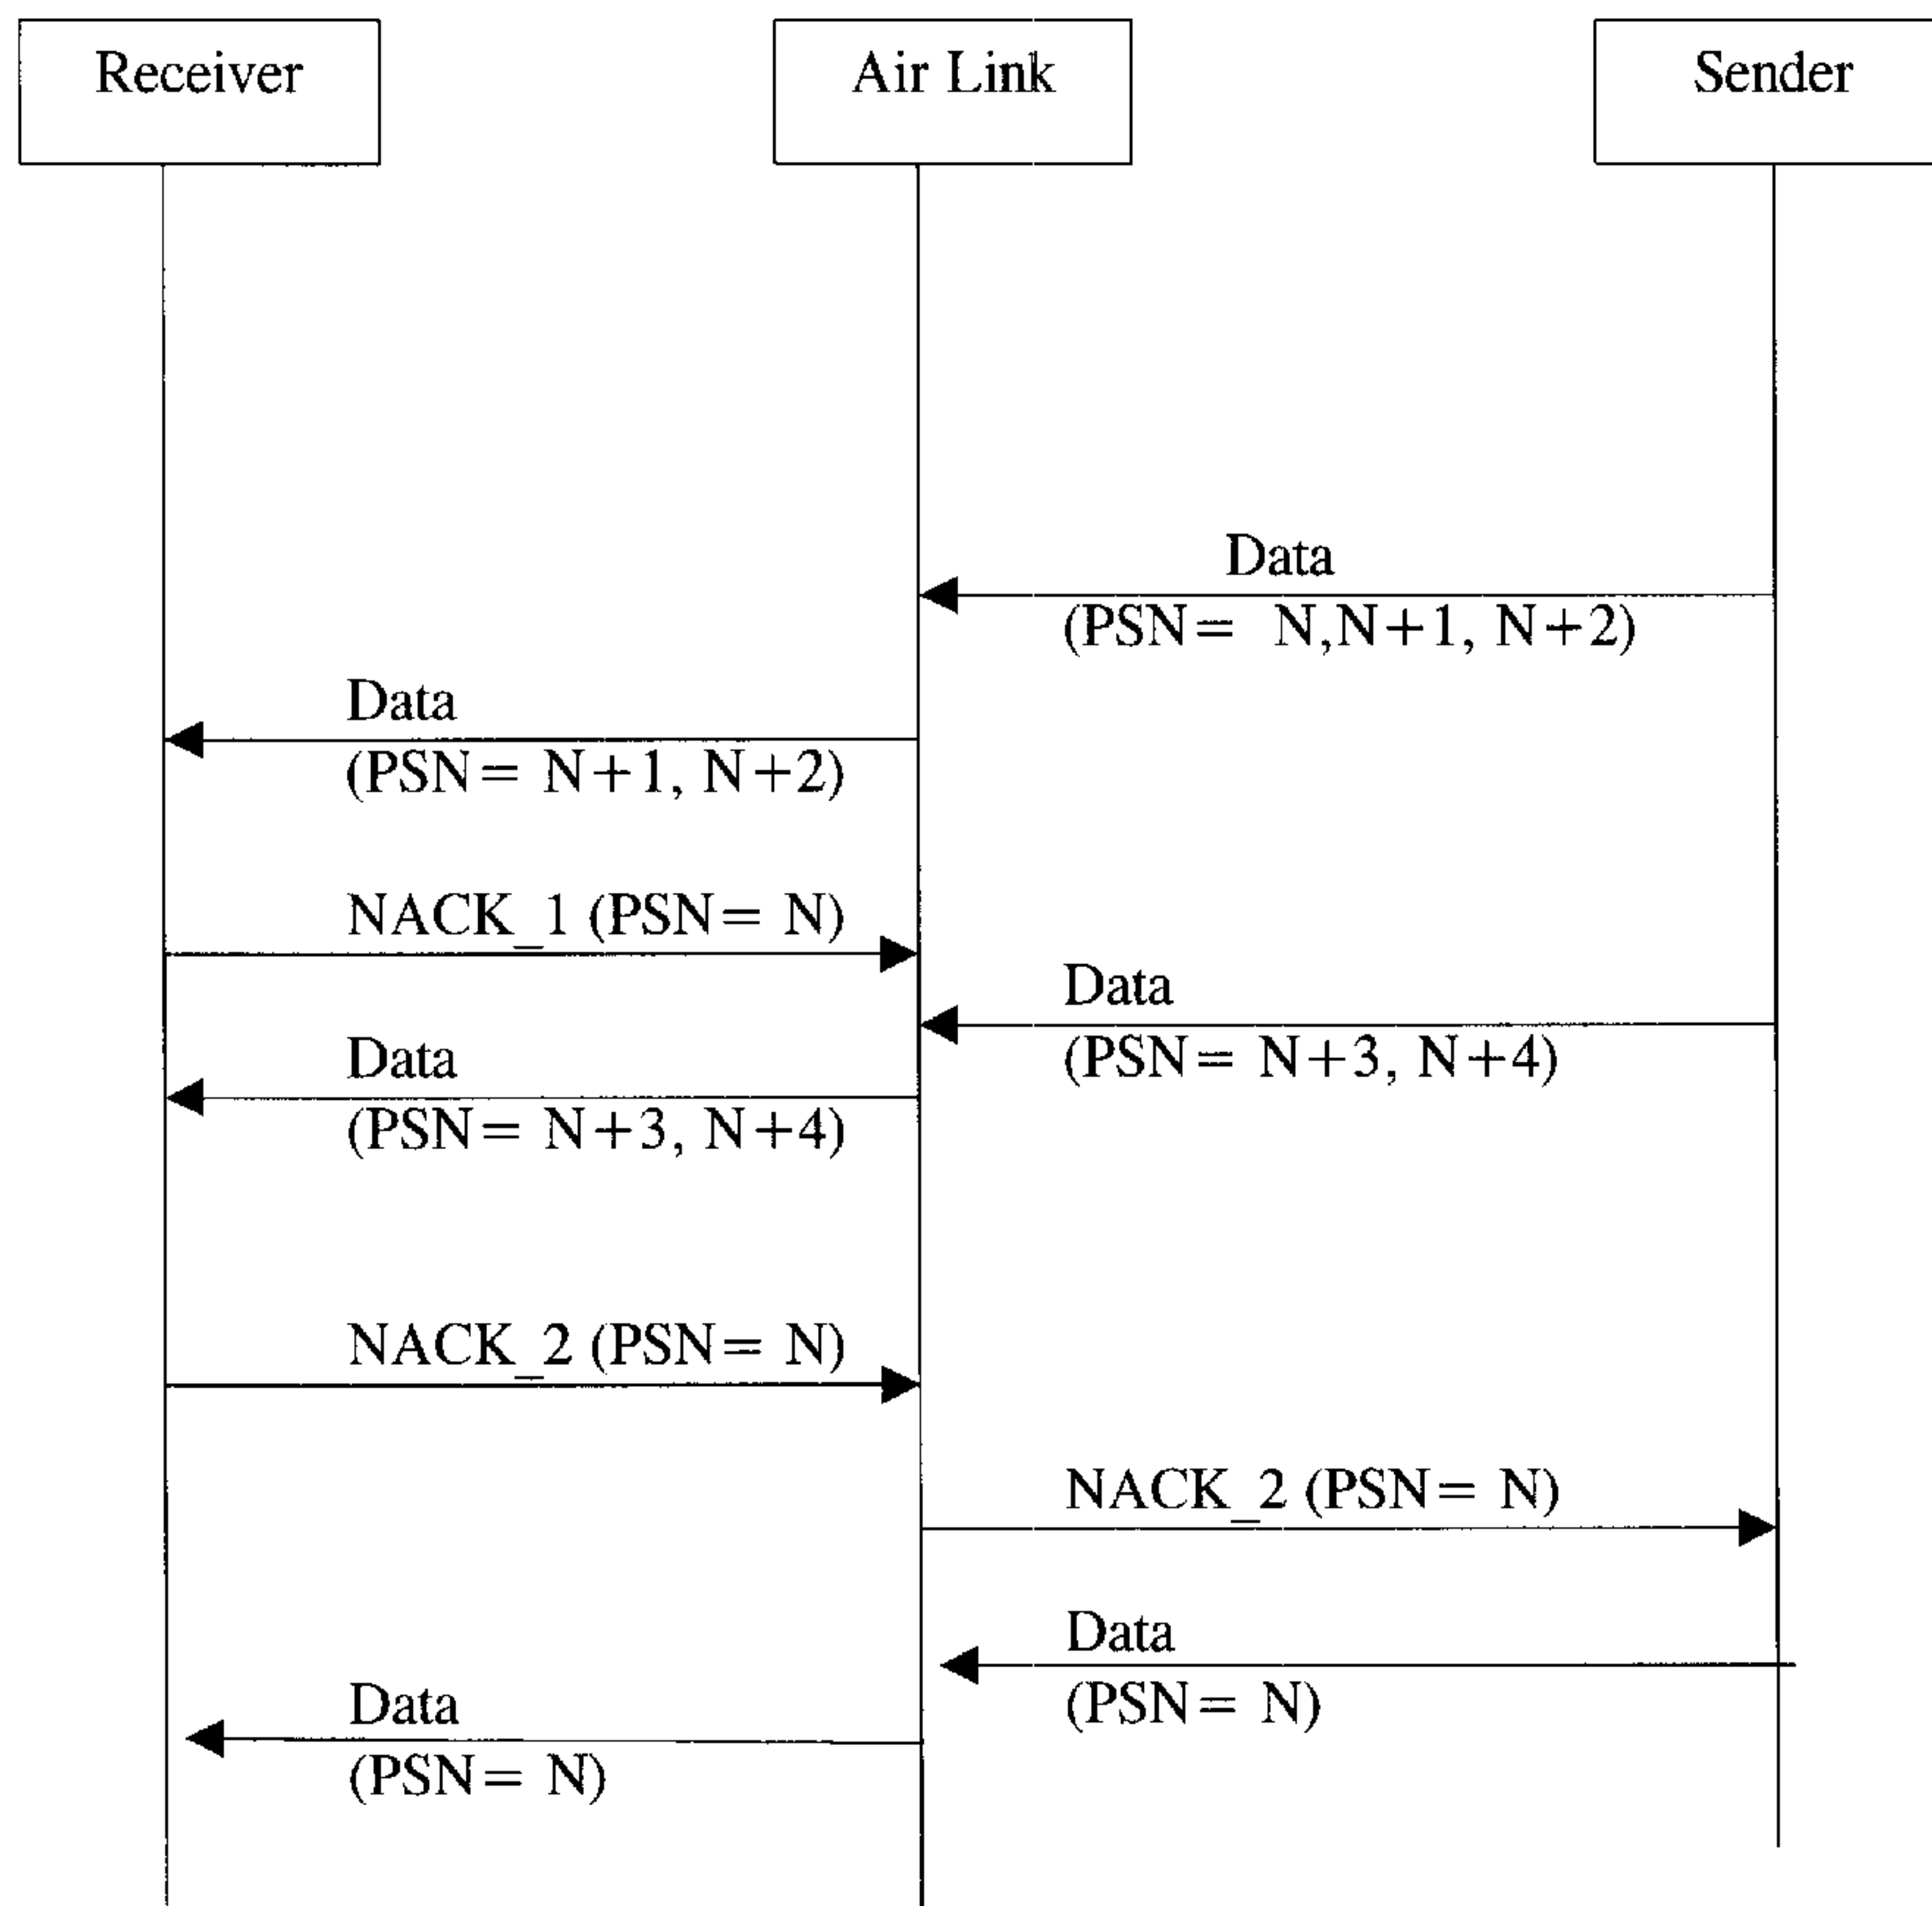 Receiver
Air Link
Sender
Data
(PSN= N,N+1, N+2)
Data
(PSN= N+1, N+2)
NACK_1 (PSN= N)
Data
(PSN= N+3, N+4)
Data
(PSN= N+3, N+4)
NACK_2 (PSN= N)
NACK_2 (PSN= N)
Data
(PSN= N)
Data
(PSN= N)